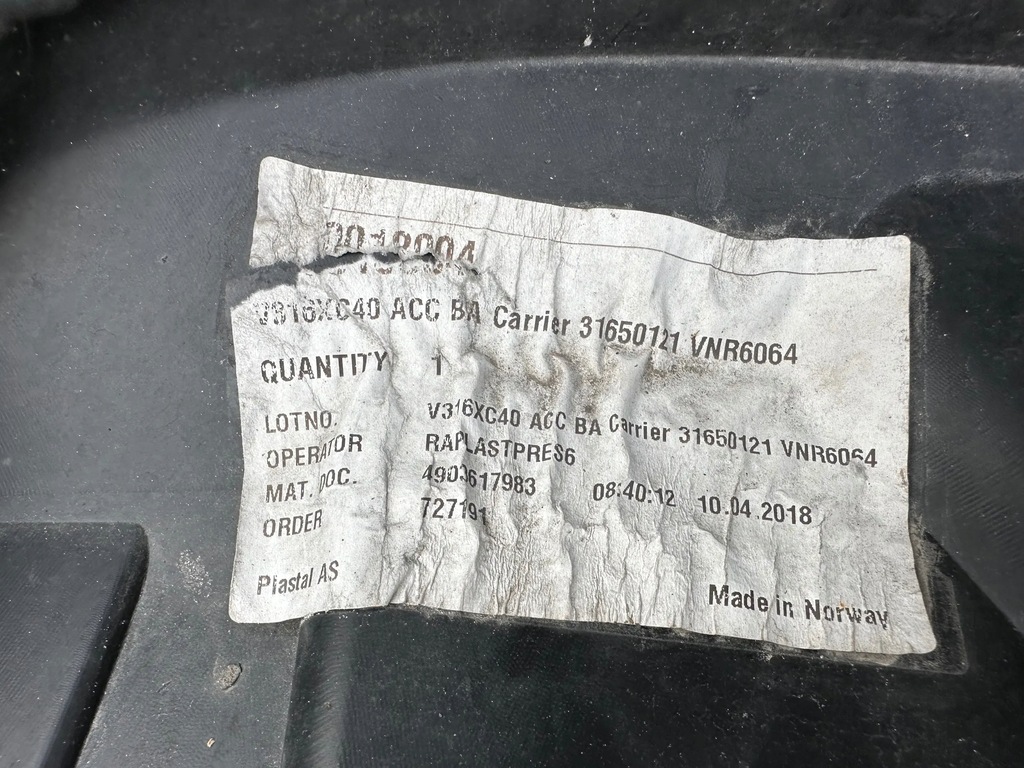 V316XC40 ACC BA Carrier 31650121 VNR6064
QUANTITY 1
LOTNO. V316XC40 ACC BA Carrier 31650121 VNR6064
OPERATOR RAPLASTPRES6
MAT. DOC. 4903617983 08:40:12 10.04.2018
ORDER 727191
Plastal AS
Made in Norway